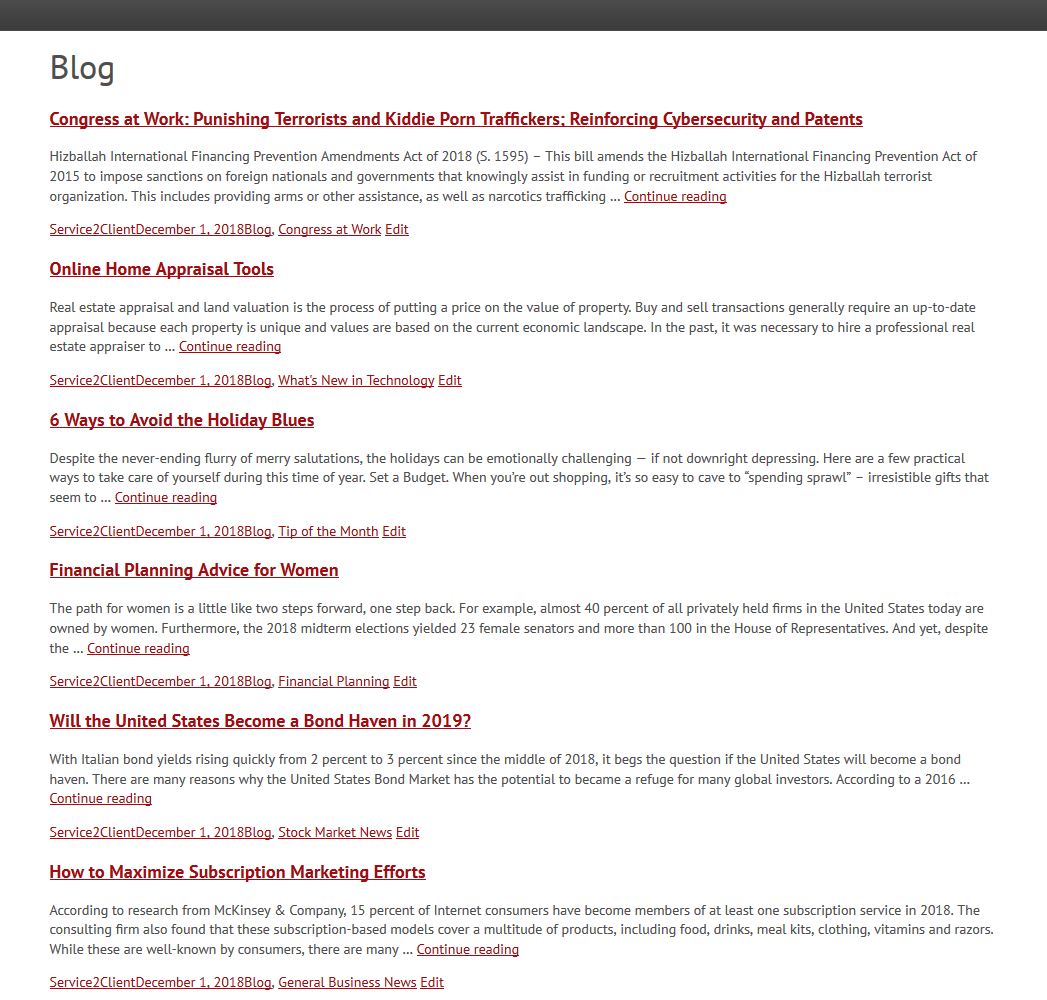 Blog
Congress at Work: Punishing Terrorists and Kiddie Porn Traffickers; Reinforcing Cybersecurity and Patents
Hizballah International Financing Prevention Amendments Act of 2018 (S. 1595) – This bill amends the Hizballah International Financing Prevention Act of
2015 to impose sanctions on foreign nationals and governments that knowingly assist in funding or recruitment activities for the Hizballah terrorist
organization. This includes providing arms or other assistance, as well as narcotics trafficking … Continue reading
Service2ClientDecember 1, 2018Blog, Congress at Work Edit
Online Home Appraisal Tools
Real estate appraisal and land valuation is the process of putting a price on the value of property. Buy and sell transactions generally require an up-to-date
appraisal because each property is unique and values are based on the current economic landscape. In the past, it was necessary to hire a professional real
estate appraiser to … Continue reading
Service2ClientDecember 1, 2018Blog, What's New in Technology Edit
6 Ways to Avoid the Holiday Blues
Despite the never-ending flurry of merry salutations, the holidays can be emotionally challenging — if not downright depressing. Here are a few practical
ways to take care of yourself during this time of year. Set a Budget. When you’re out shopping, it’s so easy to cave to “spending sprawl” – irresistible gifts that
seem to … Continue reading
Service2ClientDecember 1, 2018Blog, Tip of the Month Edit
Financial Planning Advice for Women
The path for women is a little like two steps forward, one step back. For example, almost 40 percent of all privately held firms in the United States today are
owned by women. Furthermore, the 2018 midterm elections yielded 23 female senators and more than 100 in the House of Representatives. And yet, despite
the … Continue reading
Service2ClientDecember 1, 2018Blog, Financial Planning Edit
Will the United States Become a Bond Haven in 2019?
With Italian bond yields rising quickly from 2 percent to 3 percent since the middle of 2018, it begs the question if the United States will become a bond
haven. There are many reasons why the United States Bond Market has the potential to became a refuge for many global investors. According to a 2016 …
Continue reading
Service2ClientDecember 1, 2018Blog, Stock Market News Edit
How to Maximize Subscription Marketing Efforts
According to research from McKinsey & Company, 15 percent of Internet consumers have become members of at least one subscription service in 2018. The
consulting firm also found that these subscription-based models cover a multitude of products, including food, drinks, meal kits, clothing, vitamins and razors.
While these are well-known by consumers, there are many … Continue reading
Service2ClientDecember 1, 2018Blog, General Business News Edit